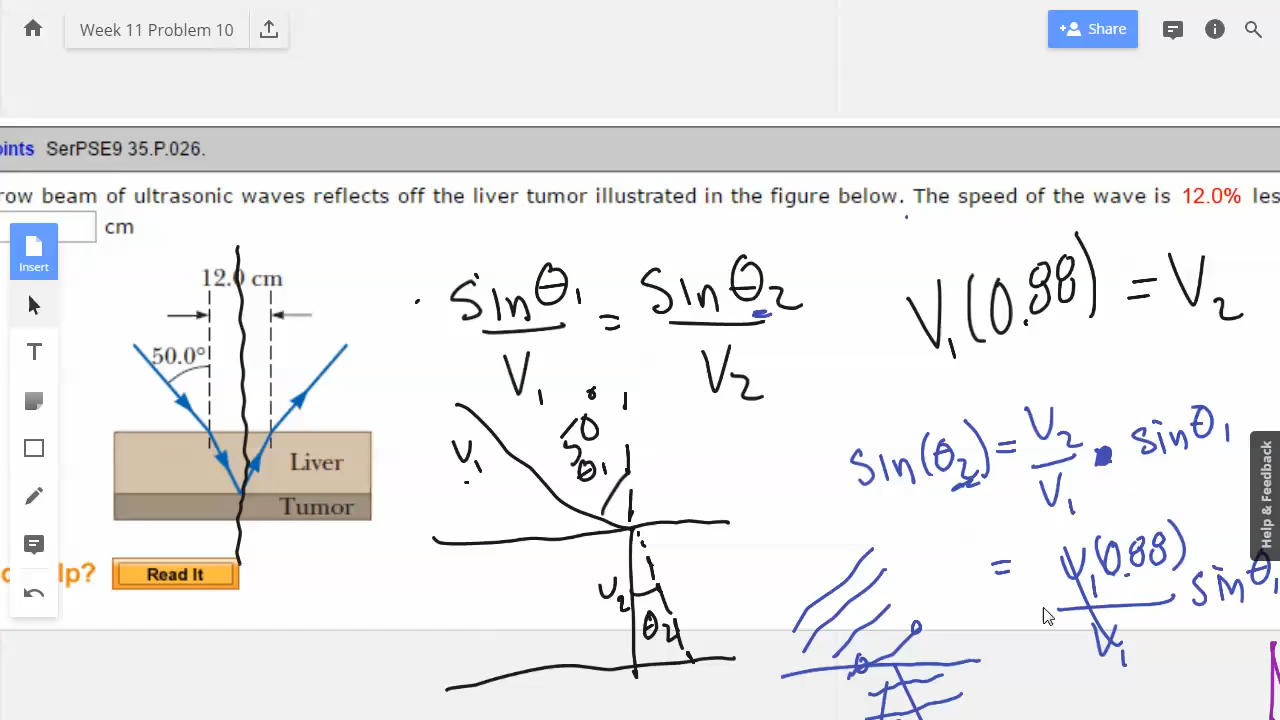 Week 11 Problem 10
Share
oints SerPSE9 35.P.026.
row beam of ultrasonic waves reflects off the liver tumor illustrated in the figure below. The speed of the wave is 12.0% les
cm
Insert
12.0 cm
50.0°
Liver
Tumor
lp?
Read It
sinθ₁/V₁ = sinθ₂/V₂
V₁(0.88) = V₂
V₁
50°
θ₁
V₂
θ₂
sin(θ₂) = V₂/V₁ · sinθ₁
= V₁(0.88)/V₁ sinθ₁
T
Help & Feedback